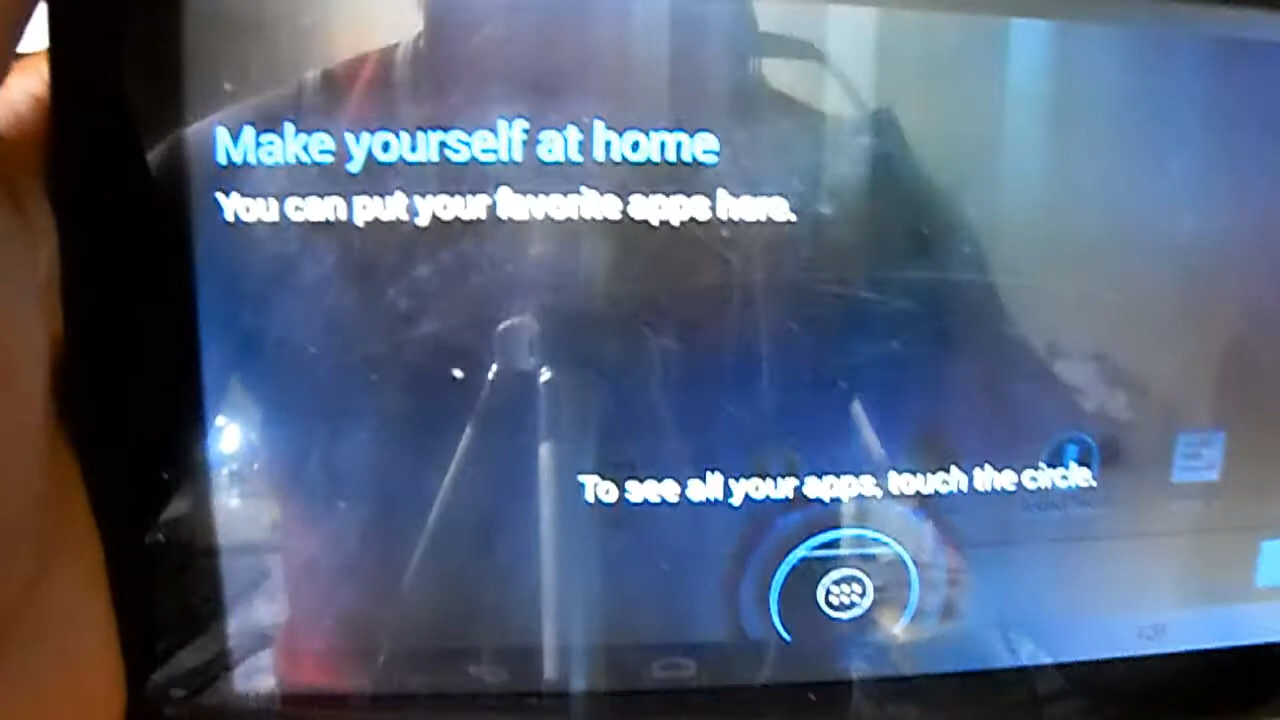 Make yourself at home
You can put your favorite apps here.
To see all your apps, touch the circle.